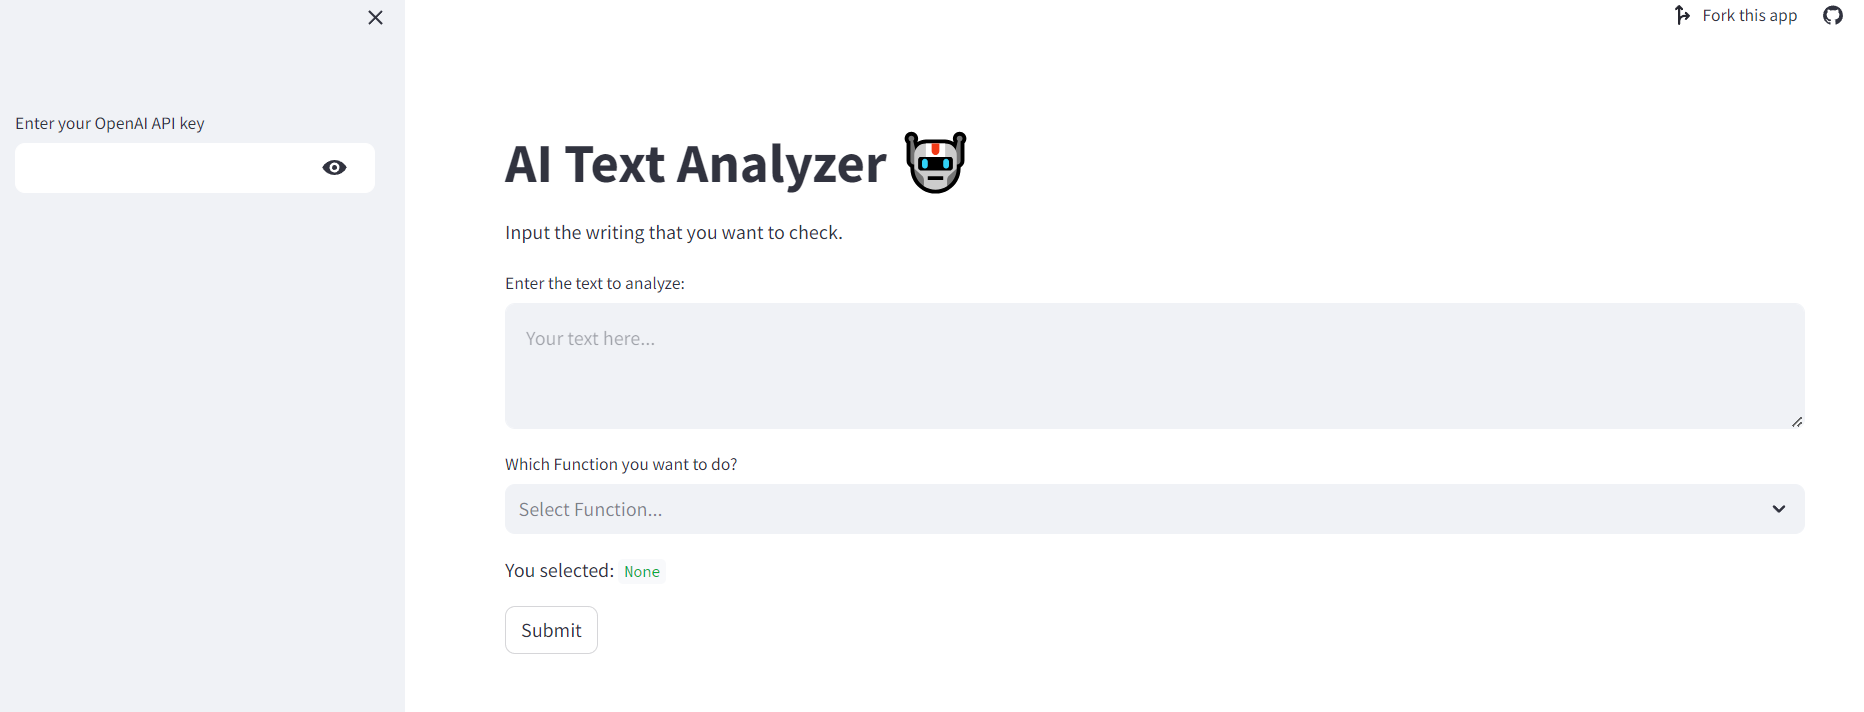 Fork this app
Enter your OpenAI API key
AI Text Analyzer
Input the writing that you want to check.
Enter the text to analyze:
Your text here...
Which Function you want to do?
Select Function...
You selected: None
Submit